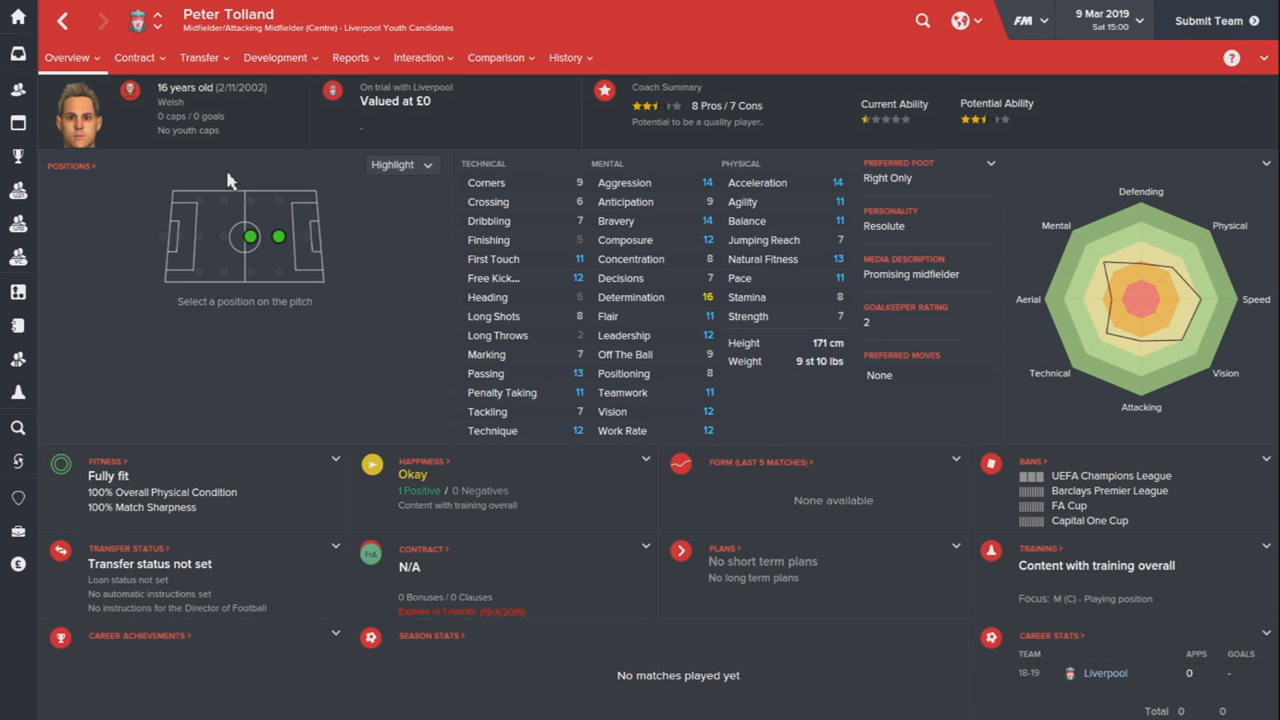 Peter Tolland
Midfielder/Attacking Midfielder (Centre) - Liverpool Youth Candidates
FM
9 Mar 2019
Sat 15:00
Submit Team
Overview
Contract
Transfer
Development
Reports
Interaction
Comparison
History
?
16 years old (2/11/2002)
Welsh
0 caps / 0 goals
No youth caps
On trial with Liverpool
Valued at £0
-
Coach Summary
8 Pros / 7 Cons
Potential to be a quality player.
Current Ability
Potential Ability
POSITIONS >
Highlight
Select a position on the pitch
TECHNICAL
Corners 9
Crossing 6
Dribbling 7
Finishing 5
First Touch 11
Free Kick... 12
Heading 5
Long Shots 8
Long Throws 2
Marking 7
Passing 13
Penalty Taking 11
Tackling 7
Technique 12
MENTAL
Aggression 14
Anticipation 9
Bravery 14
Composure 12
Concentration 8
Decisions 7
Determination 16
Flair 11
Leadership 12
Off The Ball 9
Positioning 8
Teamwork 11
Vision 12
Work Rate 12
PHYSICAL
Acceleration 14
Agility 11
Balance 11
Jumping Reach 7
Natural Fitness 13
Pace 11
Stamina 8
Strength 7
Height 171 cm
Weight 9 st 10 lbs
PREFERRED FOOT
Right Only
PERSONALITY
Resolute
MEDIA DESCRIPTION
Promising midfielder
GOALKEEPER RATING
2
PREFERRED MOVES
None
Defending
Physical
Speed
Vision
Attacking
Technical
Aerial
Mental
FITNESS >
Fully fit
100% Overall Physical Condition
100% Match Sharpness
HAPPINESS >
Okay
1 Positive / 0 Negatives
Content with training overall
FORM (LAST 5 MATCHES) >
None available
BANS >
UEFA Champions League
Barclays Premier League
FA Cup
Capital One Cup
TRANSFER STATUS >
Transfer status not set
Loan status not set
No automatic instructions set
No instructions for the Director of Football
F/A
CONTRACT >
N/A
0 Bonuses / 0 Clauses
Expires in 1 month (19/4/2019)
PLANS >
No short term plans
No long term plans
TRAINING >
Content with training overall
Focus: M (C) - Playing position
CAREER ACHIEVEMENTS >
SEASON STATS >
No matches played yet
CAREER STATS >
TEAM APPS GOALS
18-19 Liverpool 0 -
Total 0 0